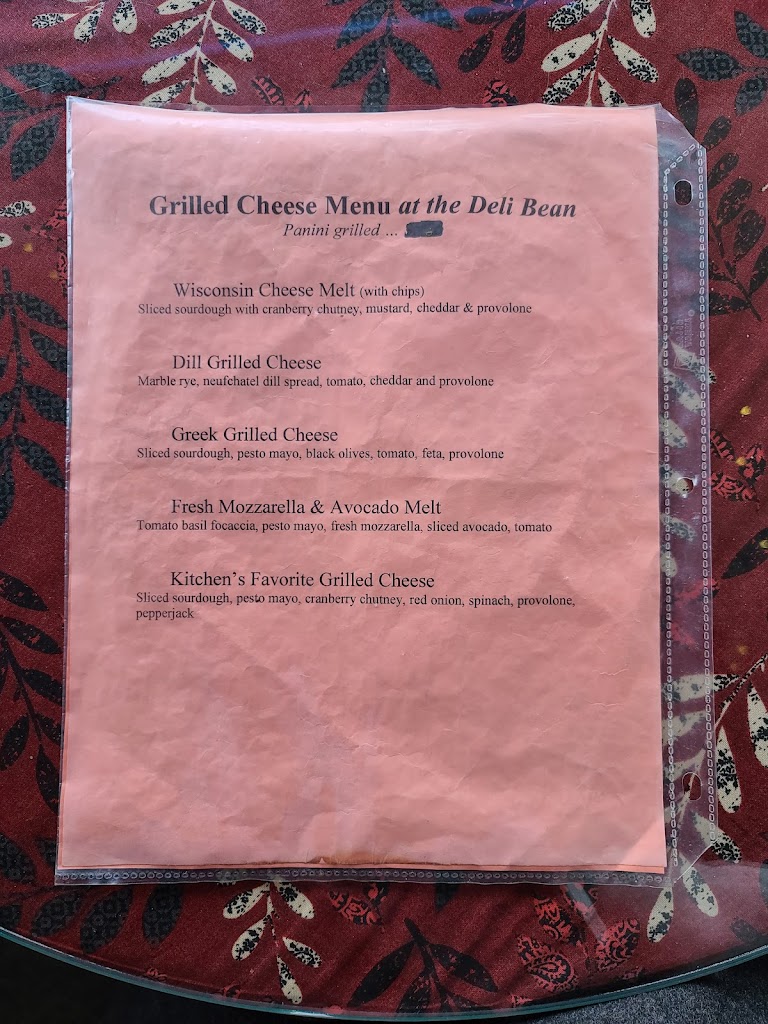 Grilled Cheese Menu at the Deli Bean
Panini grilled ...
Wisconsin Cheese Melt (with chips)
Sliced sourdough with cranberry chutney, mustard, cheddar & provolone
Dill Grilled Cheese
Marble rye, neufehatel dill spread, tomato, cheddar and provolone
Greek Grilled Cheese
Sliced sourdough, pesto mayo, black olives, tomato, feta, provolone
Fresh Mozzarella & Avocado Melt
Tomato basil focaccia, pesto mayo, fresh mozzarella, sliced avocado, tomato
Kitchen's Favorite Grilled Cheese
Sliced sourdough, pesto mayo, cranberry chutney, red onion, spinach, provolone,
pepperjack